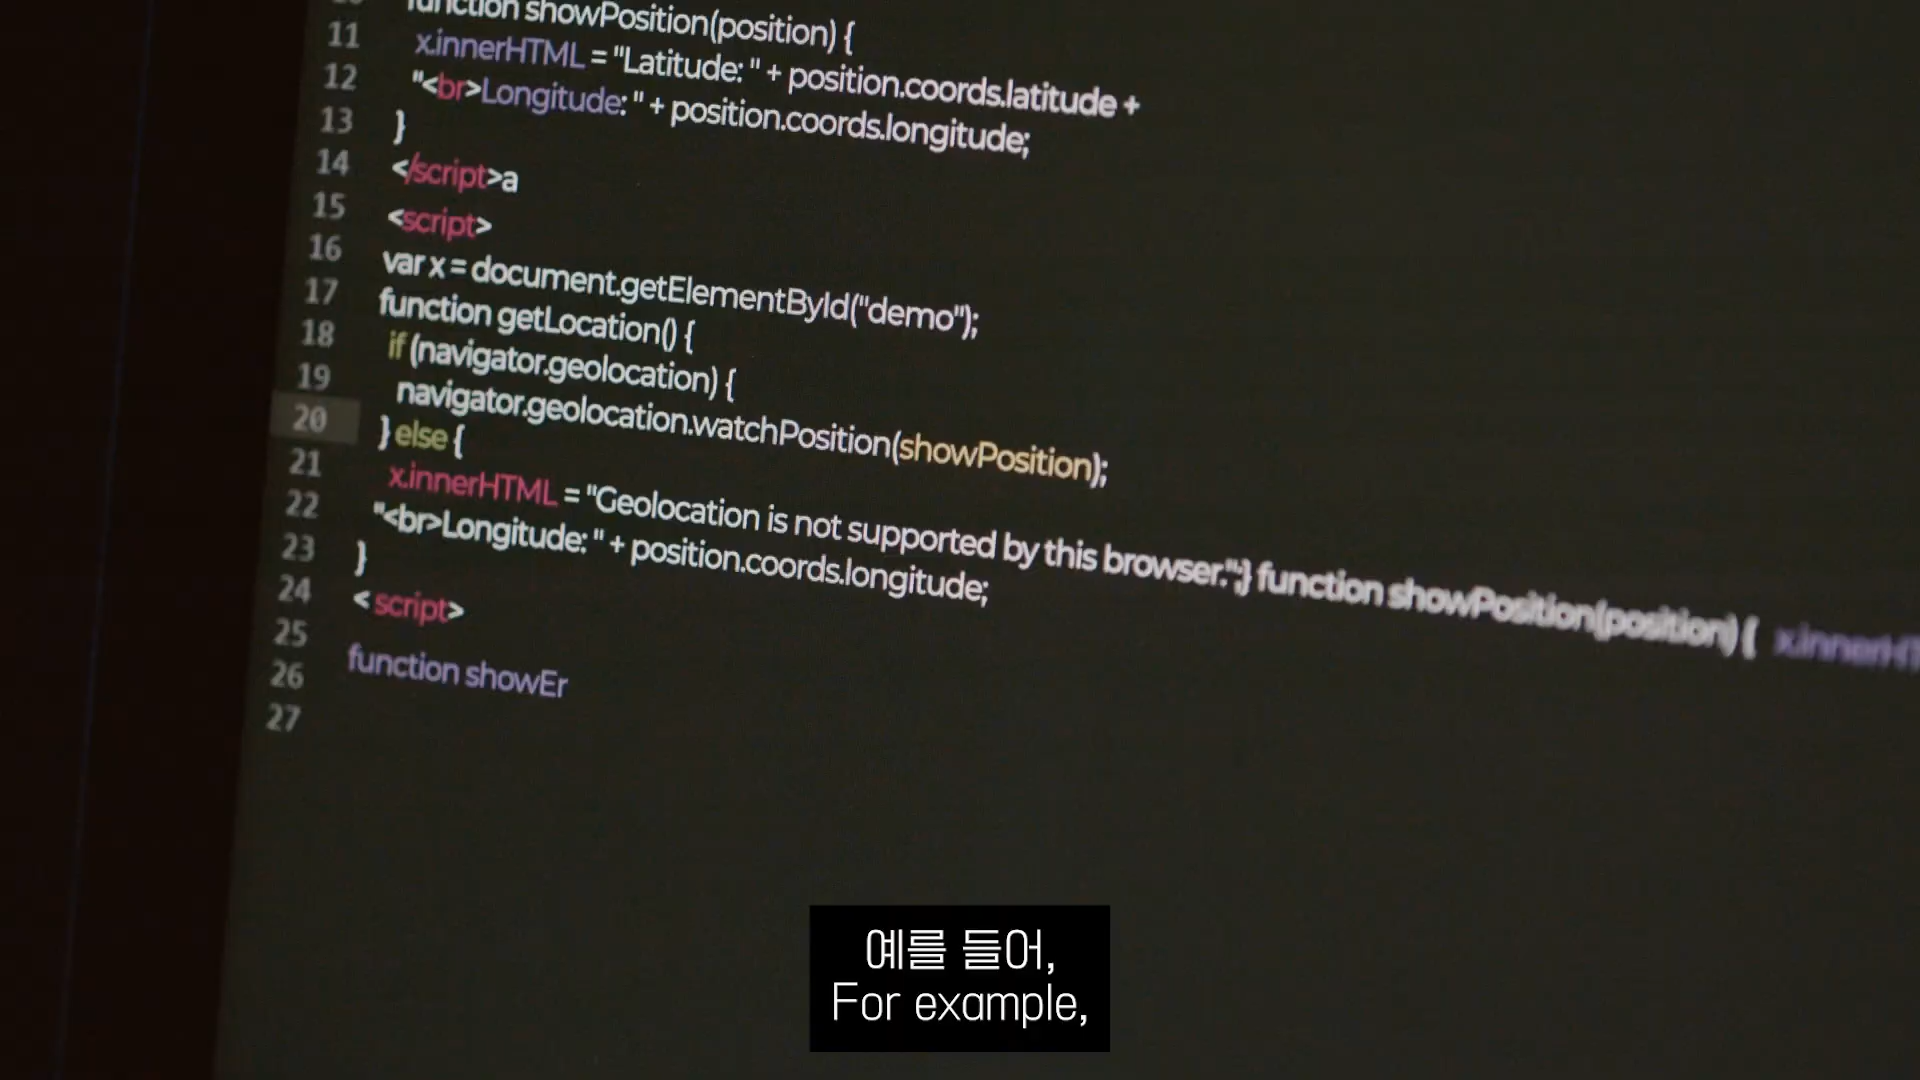 function showPosition(position) {
11 x.innerHTML = "Latitude: " + position.coords.latitude +
12 "<br>Longitude: " + position.coords.longitude;
13 }
14 </script>a
15 <script>
16 var x = document.getElementById("demo");
17 function getLocation() {
18 if (navigator.geolocation) {
19 navigator.geolocation.watchPosition(showPosition);
20 } else {
21 x.innerHTML = "Geolocation is not supported by this browser.";} function showPosition(position) {
22 "<br>Longitude: " + position.coords.longitude;
23 }
24 < script>
25
26 function showEr
27
예를 들어,
For example,